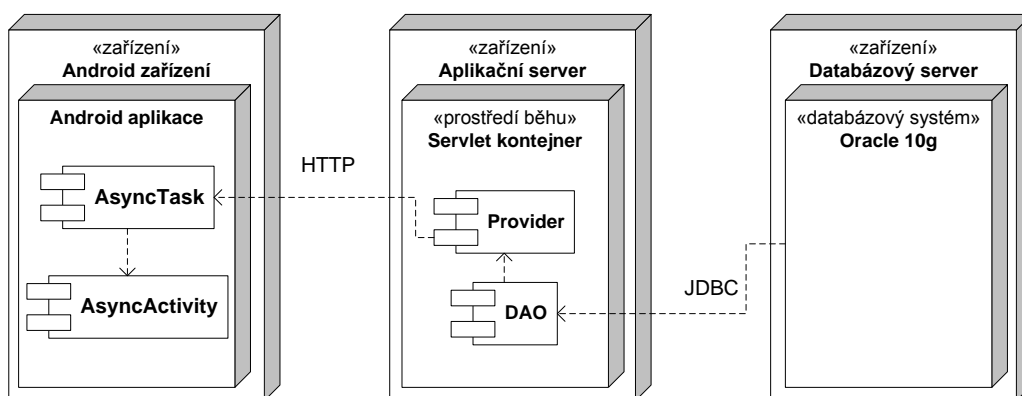 «zařízení»
Android zařízení
Android aplikace
AsyncTask
AsyncActivity
HTTP
«zařízení»
Aplikační server
«prostředí běhu»
Servlet kontejner
Provider
DAO
JDBC
«zařízení»
Databázový server
«databázový systém»
Oracle 10g